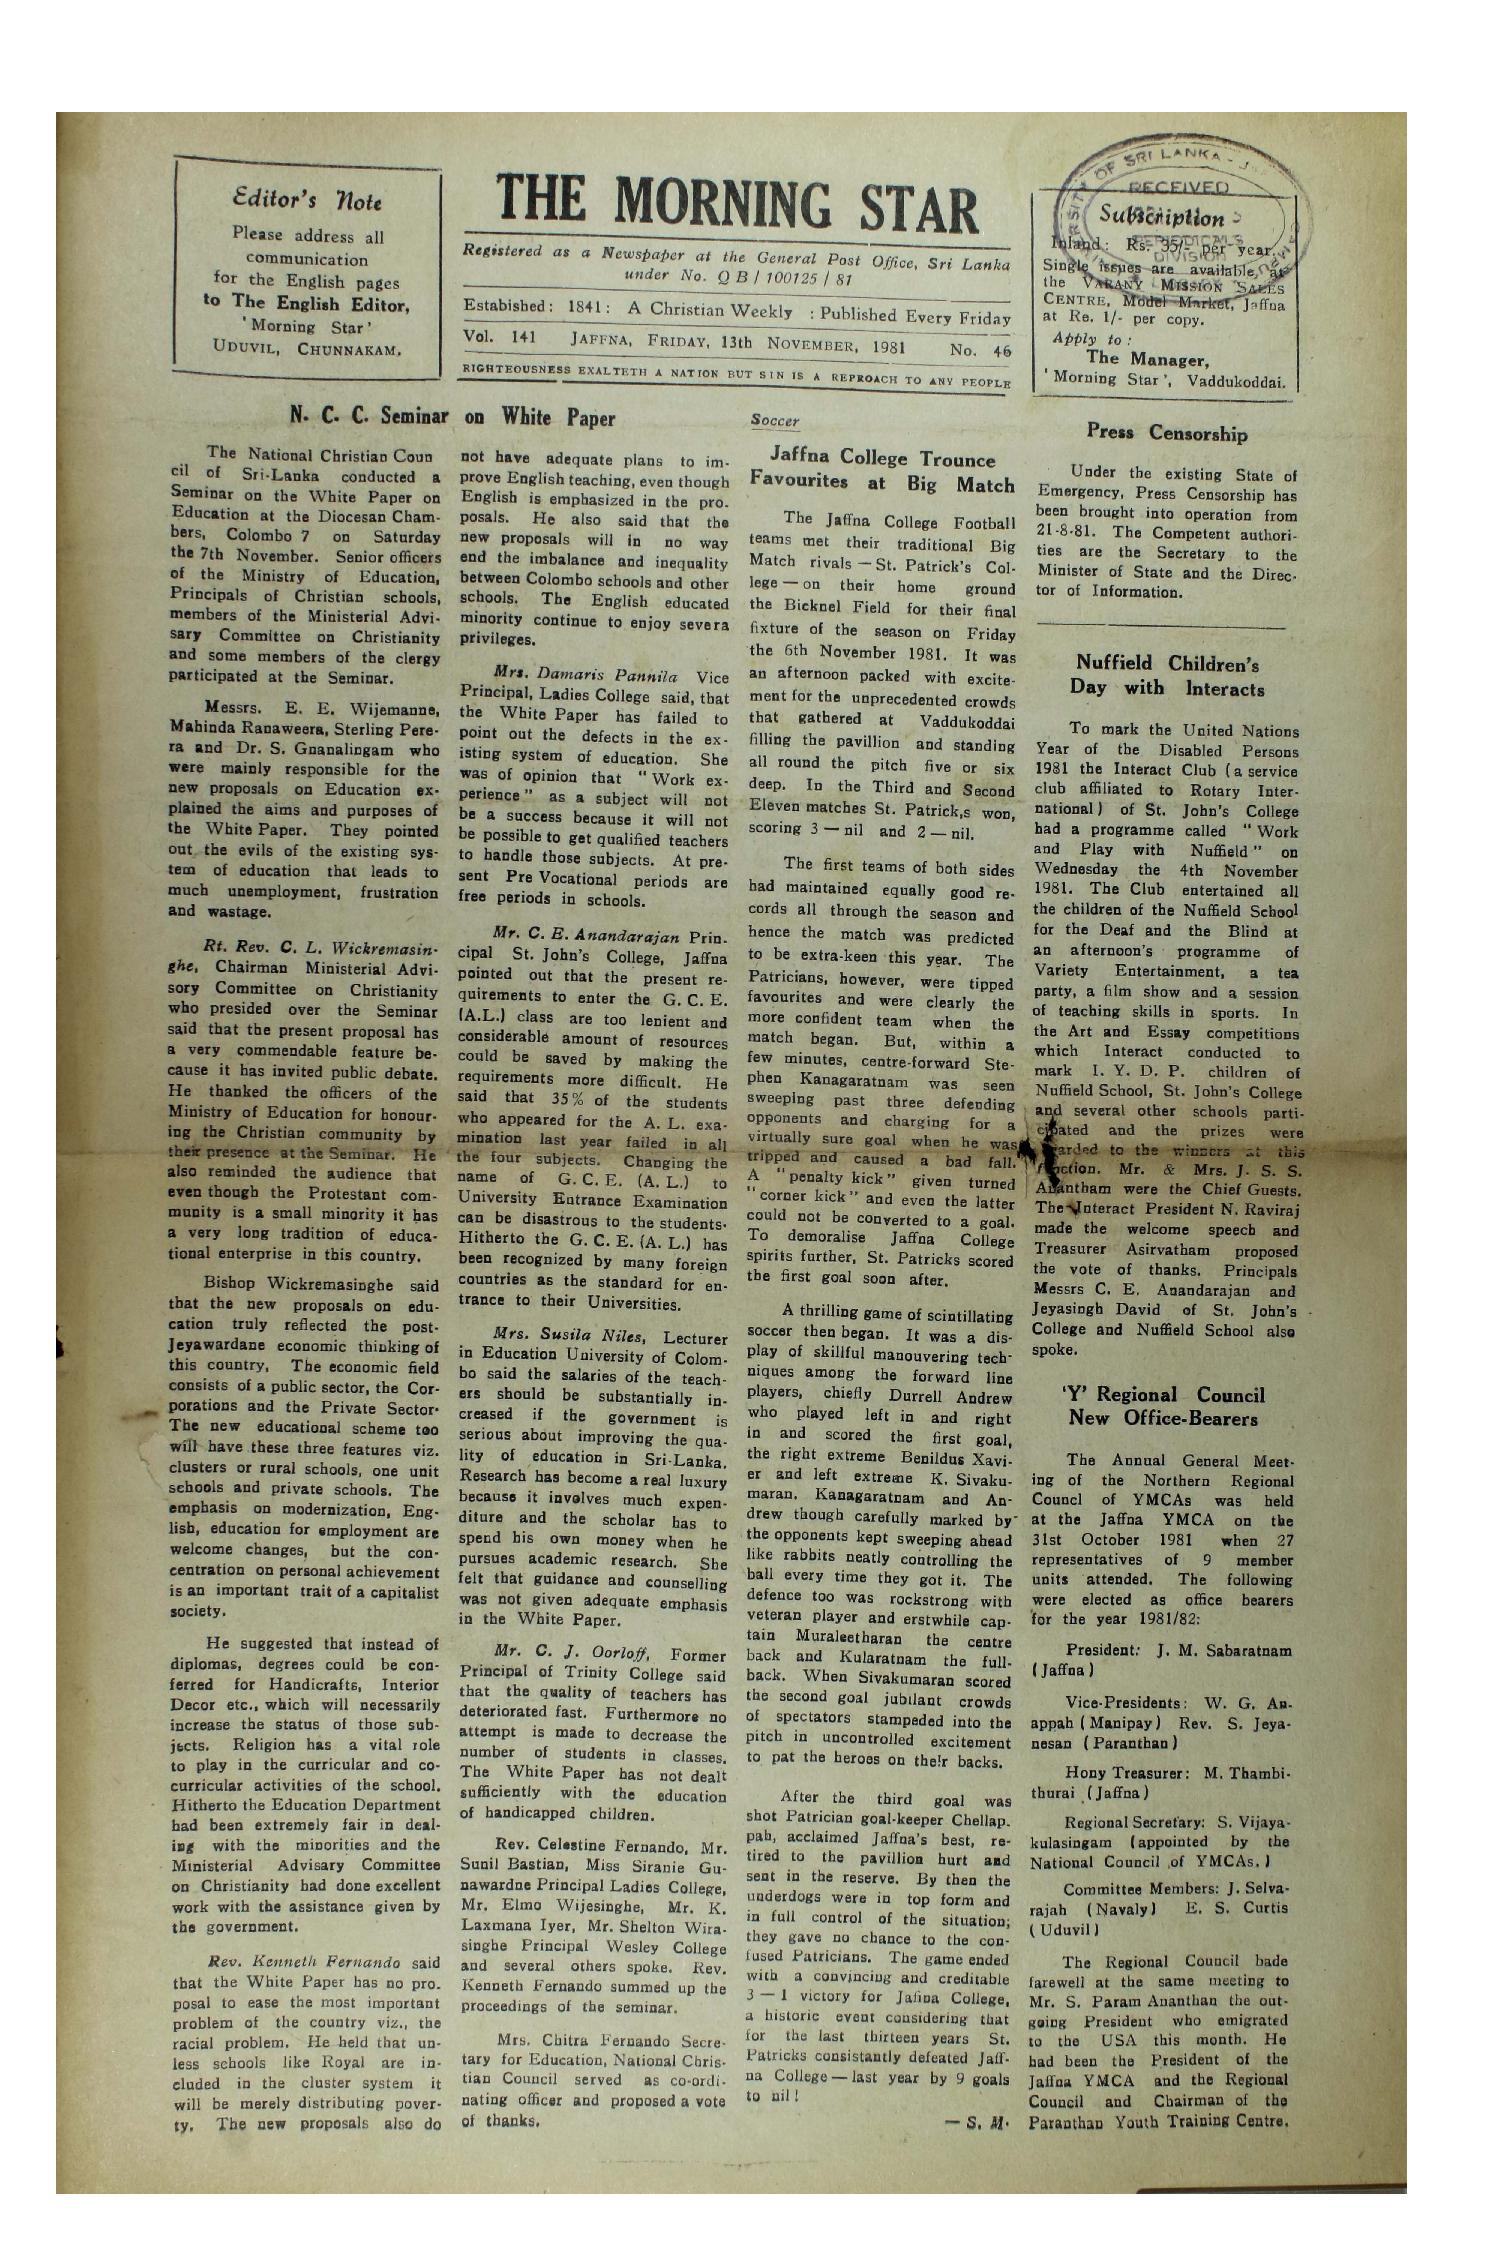 Editor's Note
Please address all
communication
for the English pages
to The English Editor,
'Morning Star'
UDUVIL, CHUNNAKAM.
THE MORNING STAR
Registered as a Newspaper at the General Post Office, Sri Lanka
under No. Q B / 100125 / 81
Estabished : 1841 : A Christian Weekly : Published Every Friday
Vol. 141 JAFFNA, FRIDAY, 13th NOVEMBER, 1981 No. 46
RIGHTEOUSNESS EXALTETH A NATION BUT SIN IS A REPROACH TO ANY PEOPLE
OF SRI LANKA
RECEIVED
PERIODICALS
DIVISION
Subscription
Inland : Rs. 35/- per year.
Single issues are available at
the VARANY MISSION SALES
CENTRE, Model Market, Jaffna
at Re. 1/- per copy.
Apply to :
The Manager,
'Morning Star', Vaddukoddai.
N. C. C. Seminar on White Paper
The National Christian Coun
cil of Sri-Lanka conducted a
Seminar on the White Paper on
Education at the Diocesan Cham-
bers, Colombo 7 on Saturday
the 7th November. Senior officers
of the Ministry of Education,
Principals of Christian schools,
members of the Ministerial Advi-
sary Committee on Christianity
and some members of the clergy
participated at the Seminar.
Messrs. E. E. Wijemanne,
Mahinda Ranaweera, Sterling Pere-
ra and Dr. S. Gnanalingam who
were mainly responsible for the
new proposals on Education ex-
plained the aims and purposes of
the White Paper. They pointed
out the evils of the existing sys-
tem of education that leads to
much unemployment, frustration
and wastage.
Rt. Rev. C. L. Wickremasin-
ghe, Chairman Ministerial Advi-
sory Committee on Christianity
who presided over the Seminar
said that the present proposal has
a very commendable feature be-
cause it has invited public debate.
He thanked the officers of the
Ministry of Education for honour-
ing the Christian community by
their presence at the Seminar. He
also reminded the audience that
even though the Protestant com-
munity is a small minority it has
a very long tradition of educa-
tional enterprise in this country.
Bishop Wickremasinghe said
that the new proposals on edu-
cation truly reflected the post-
Jeyawardane economic thinking of
this country. The economic field
consists of a public sector, the Cor-
porations and the Private Sector.
The new educational scheme too
will have these three features viz.
clusters or rural schools, one unit
schools and private schools. The
emphasis on modernization, Eng-
lish, education for employment are
welcome changes, but the con-
centration on personal achievement
is an important trait of a capitalist
society.
He suggested that instead of
diplomas, degrees could be con-
ferred for Handicrafts, Interior
Decor etc., which will necessarily
increase the status of those sub-
jects. Religion has a vital role
to play in the curricular and co-
curricular activities of the school.
Hitherto the Education Department
had been extremely fair in deal-
ing with the minorities and the
Ministerial Advisary Committee
on Christianity had done excellent
work with the assistance given by
the government.
Rev. Kenneth Fernando said
that the White Paper has no pro.
posal to ease the most important
problem of the country viz., the
racial problem. He held that un-
less schools like Royal are in-
cluded in the cluster system it
will be merely distributing pover-
ty. The new proposals also do
not have adequate plans to im-
prove English teaching, even though
English is emphasized in the pro.
posals. He also said that the
new proposals will in no way
end the imbalance and inequality
between Colombo schools and other
schools. The English educated
minority continue to enjoy severa
privileges.
Mrs. Damaris Pannila Vice
Principal, Ladies College said, that
the White Paper has failed to
point out the defects in the ex-
isting system of education. She
was of opinion that "Work ex-
perience" as a subject will not
be a success because it will not
be possible to get qualified teachers
to handle those subjects. At pre-
sent Pre Vocational periods are
free periods in schools.
Mr. C. E. Anandarajan Prin-
cipal St. John's College, Jaffna
pointed out that the present re-
quirements to enter the G. C. E.
(A.L.) class are too lenient and
considerable amount of resources
could be saved by making the
requirements more difficult. He
said that 35% of the students
who appeared for the A. L. exa-
mination last year failed in all
the four subjects. Changing the
name of G. C. E. (A. L.) to
University Entrance Examination
can be disastrous to the students.
Hitherto the G. C. E. (A. L.) has
been recognized by many foreign
countries as the standard for en-
trance to their Universities.
Mrs. Susila Niles, Lecturer
in Education University of Colom-
bo said the salaries of the teach-
ers should be substantially in-
creased if the government is
serious about improving the qua-
lity of education in Sri-Lanka.
Research has become a real luxury
because it involves much expen-
diture and the scholar has to
spend his own money when he
pursues academic research. She
felt that guidance and counselling
was not given adequate emphasis
in the White Paper.
Mr. C. J. Oorloff, Former
Principal of Trinity College said
that the quality of teachers has
deteriorated fast. Furthermore no
attempt is made to decrease the
number of students in classes.
The White Paper has not dealt
sufficiently with the education
of handicapped children.
Rev. Celestine Fernando, Mr.
Sunil Bastian, Miss Siranie Gu-
nawardne Principal Ladies College,
Mr. Elmo Wijesinghe, Mr. K.
Laxmana Iyer, Mr. Shelton Wira-
singhe Principal Wesley College
and several others spoke. Rev.
Kenneth Fernando summed up the
proceedings of the seminar.
Mrs. Chitra Fernando Secre-
tary for Education, National Chris-
tian Council served as co-ordi-
nating officer and proposed a vote
of thanks.
Soccer
Jaffna College Trounce
Favourites at Big Match
The Jaffna College Football
teams met their traditional Big
Match rivals — St. Patrick's Col-
lege — on their home ground
the Bicknel Field for their final
fixture of the season on Friday
the 6th November 1981. It was
an afternoon packed with excite-
ment for the unprecedented crowds
that gathered at Vaddukoddai
filling the pavillion and standing
all round the pitch five or six
deep. In the Third and Second
Eleven matches St. Patrick,s won,
scoring 3 — nil and 2 — nil.
The first teams of both sides
had maintained equally good re-
cords all through the season and
hence the match was predicted
to be extra-keen this year. The
Patricians, however, were tipped
favourites and were clearly the
more confident team when the
match began. But, within a
few minutes, centre-forward Ste-
phen Kanagaratnam was seen
sweeping past three defending
opponents and charging for a
virtually sure goal when he was
tripped and caused a bad fall.
A "penalty kick" given turned
"corner kick" and even the latter
could not be converted to a goal.
To demoralise Jaffna College
spirits further, St. Patricks scored
the first goal soon after.
A thrilling game of scintillating
soccer then began. It was a dis-
play of skillful manouvering tech-
niques among the forward line
players, chiefly Durrell Andrew
who played left in and right
in and scored the first goal,
the right extreme Benildus Xavi-
er and left extreme K. Sivaku-
maran. Kanagaratnam and An-
drew though carefully marked by
the opponents kept sweeping ahead
like rabbits neatly controlling the
ball every time they got it. The
defence too was rockstrong with
veteran player and erstwhile cap-
tain Muraleetharan the centre
back and Kularatnam the full-
back. When Sivakumaran scored
the second goal jubilant crowds
of spectators stampeded into the
pitch in uncontrolled excitement
to pat the heroes on their backs.
After the third goal was
shot Patrician goal-keeper Chellap.
pah, acclaimed Jaffna's best, re-
tired to the pavillion hurt and
sent in the reserve. By then the
underdogs were in top form and
in full control of the situation;
they gave no chance to the con-
fused Patricians. The game ended
with a convincing and creditable
3 — 1 victory for Jaffna College,
a historic event considering that
for the last thirteen years St.
Patricks consistantly defeated Jaff-
na College — last year by 9 goals
to nil !
— S. M.
Press Censorship
Under the existing State of
Emergency, Press Censorship has
been brought into operation from
21-8-81. The Competent authori-
ties are the Secretary to the
Minister of State and the Direc-
tor of Information.
Nuffield Children's
Day with Interacts
To mark the United Nations
Year of the Disabled Persons
1981 the Interact Club (a service
club affiliated to Rotary Inter-
national) of St. John's College
had a programme called "Work
and Play with Nuffield" on
Wednesday the 4th November
1981. The Club entertained all
the children of the Nuffield School
for the Deaf and the Blind at
an afternoon's programme of
Variety Entertainment, a tea
party, a film show and a session
of teaching skills in sports. In
the Art and Essay competitions
which Interact conducted to
mark I. Y. D. P. children of
Nuffield School, St. John's College
and several other schools parti-
cipated and the prizes were
awarded to the winners at this
function. Mr. & Mrs. J. S. S.
Anantham were the Chief Guests.
The Interact President N. Raviraj
made the welcome speech and
Treasurer Asirvatham proposed
the vote of thanks. Principals
Messrs C. E. Anandarajan and
Jeyasingh David of St. John's
College and Nuffield School also
spoke.
'Y' Regional Council
New Office-Bearers
The Annual General Meet-
ing of the Northern Regional
Councl of YMCAs was held
at the Jaffna YMCA on the
31st October 1981 when 27
representatives of 9 member
units attended. The following
were elected as office bearers
for the year 1981/82:
President: J. M. Sabaratnam
(Jaffna)
Vice-Presidents: W. G. An-
appah (Manipay) Rev. S. Jeya-
nesan (Paranthan)
Hony Treasurer: M. Thambi-
thurai (Jaffna)
Regional Secretary: S. Vijaya-
kulasingam (appointed by the
National Council of YMCAs.)
Committee Members: J. Selva-
rajah (Navaly) E. S. Curtis
(Uduvil)
The Regional Council bade
farewell at the same meeting to
Mr. S. Param Ananthan the out-
going President who emigrated
to the USA this month. He
had been the President of the
Jaffna YMCA and the Regional
Council and Chairman of the
Paranthan Youth Training Centre.